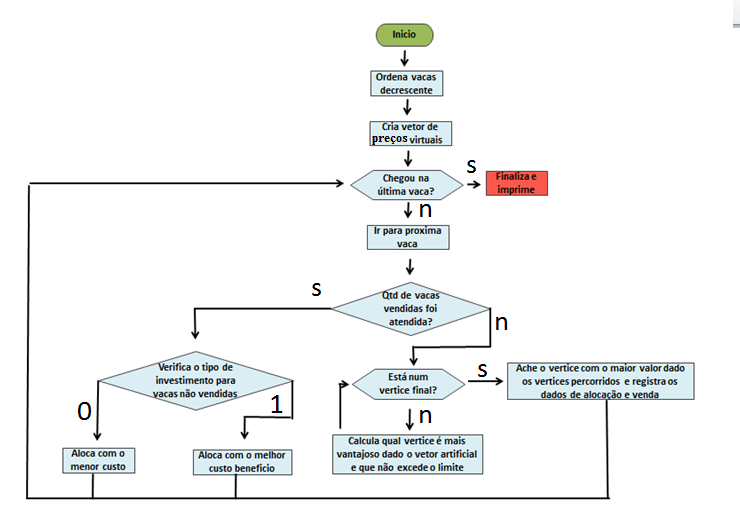 Inicio
Ordena vacas
decrescente
Cria vetor de
preços virtuais
Chegou na
última vaca?
s
Finaliza e
imprime
n
Ir para proxima
vaca
Qtd de vacas
vendidas foi
atendida?
s
n
Verifica o tipo de
investimento para
vacas não vendidas
0
1
Está num
vertice final?
s
n
Ache o vertice com o maior valor dado
os vertices percorridos e registra os
dados de alocação e venda
Aloca com o
menor custo
Aloca com o melhor
custo beneficio
Calcula qual vertice é mais
vantajoso dado o vetor artificial
e que não excede o limite